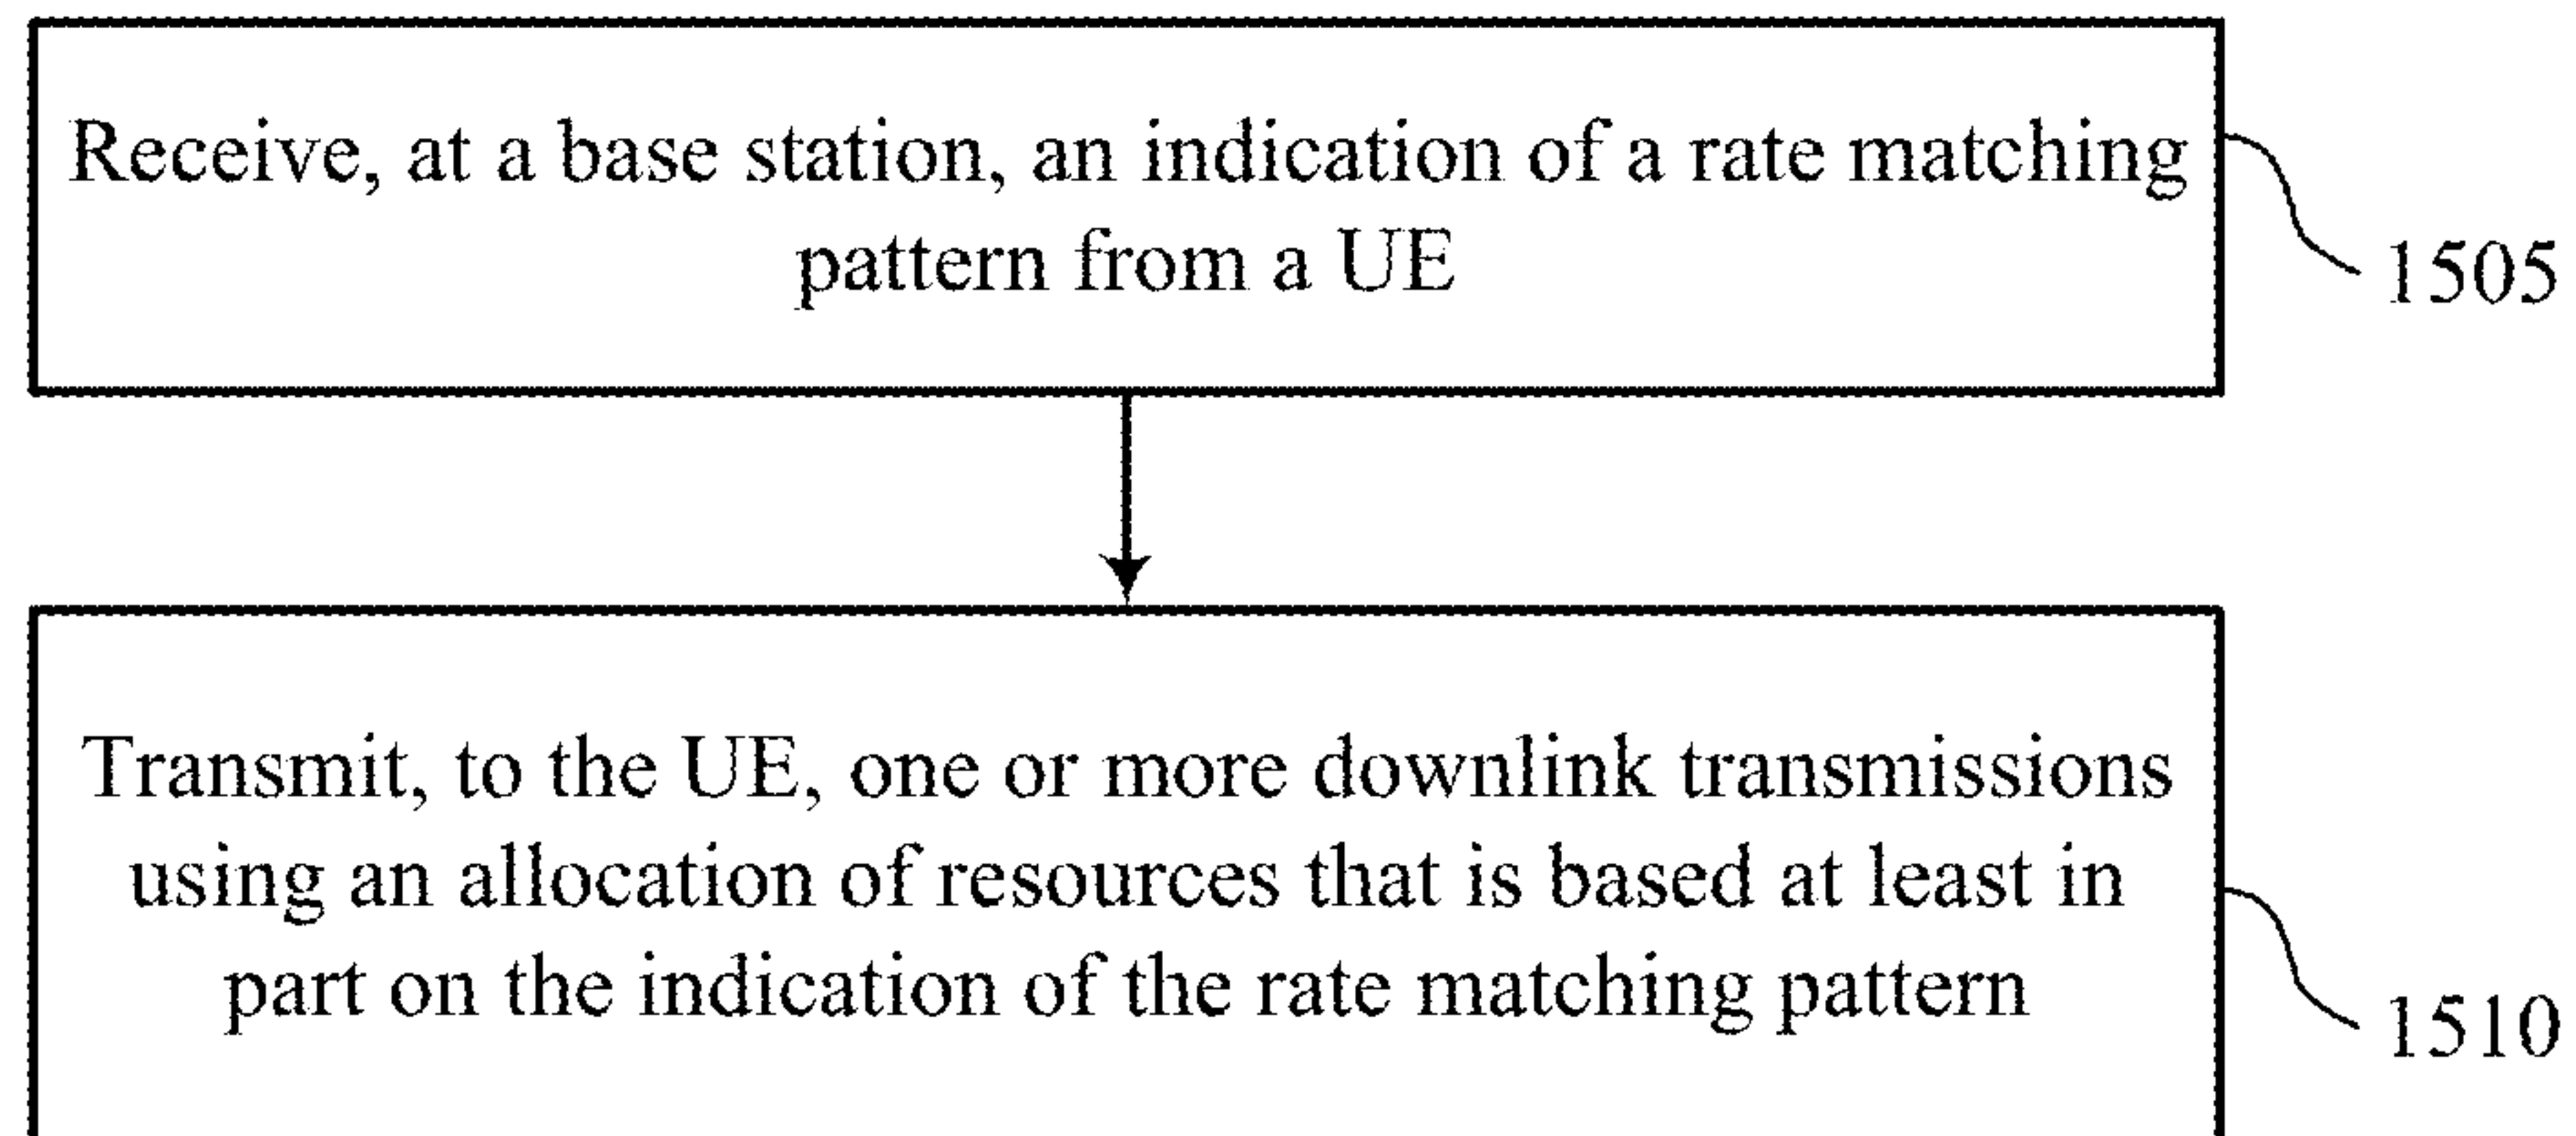 Receive, at a base station, an indication of a rate matching
pattern from a UE
1505
Transmit, to the UE, one or more downlink transmissions
using an allocation of resources that is based at least in
part on the indication of the rate matching pattern
1510